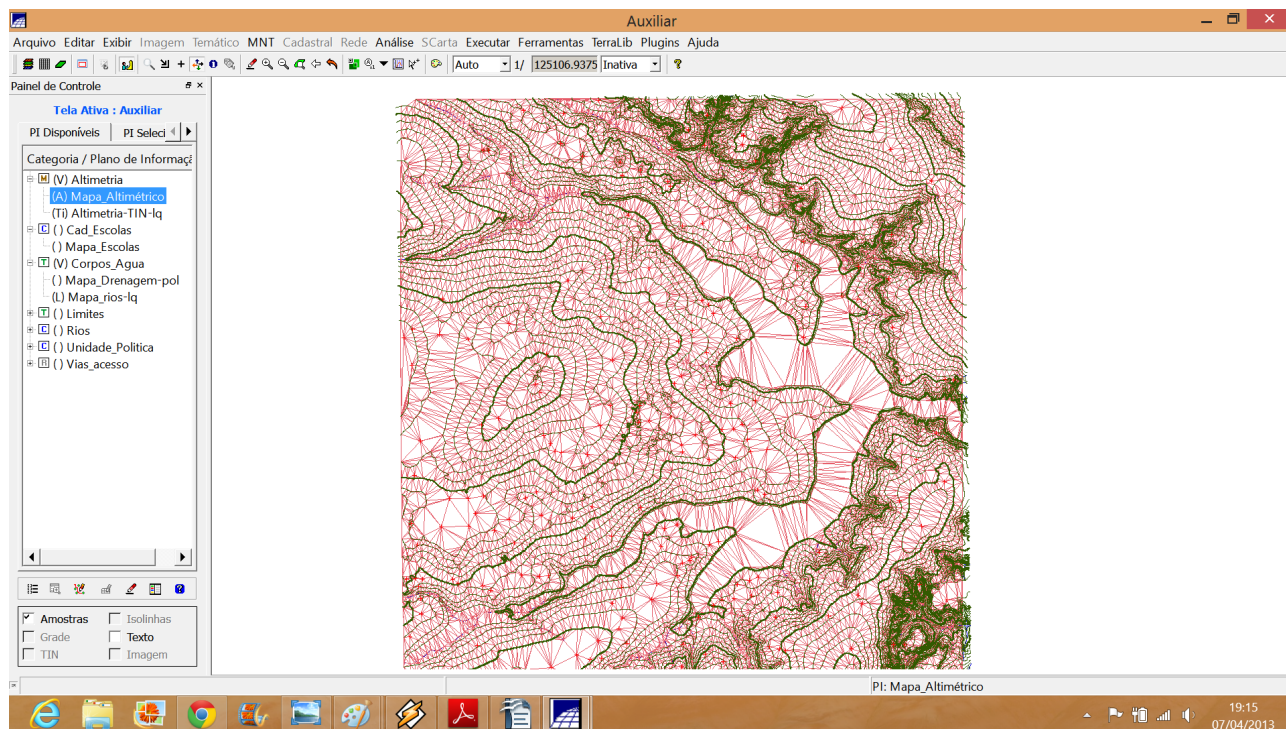 Auxiliar
Arquivo Editar Exibir Imagem Temático MNT Cadastral Rede Análise SCarta Executar Ferramentas TerraLib Plugins Ajuda
Auto 1/ 125106.9375 Inativa
Painel de Controle
Tela Ativa : Auxiliar
PI Disponíveis PI Seleci
Categoria / Plano de Informaç
(V) Altimetria
(A) Mapa_Altimétrico
(Ti) Altimetria-TIN-lq
() Cad_Escolas
() Mapa_Escolas
(V) Corpos_Agua
() Mapa_Drenagem-pol
(L) Mapa_rios-lq
() Limites
() Rios
() Unidade_Politica
() Vias_acesso
Amostras Isolinhas
Grade Texto
TIN Imagem
PI: Mapa_Altimétrico
19:15
07/04/2013